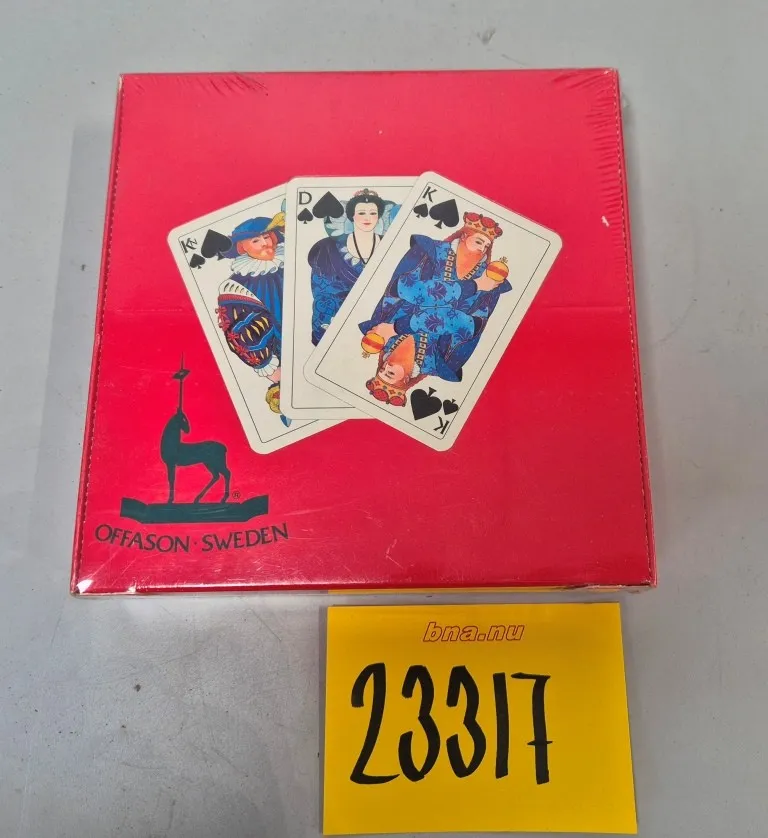 Kn
D
K
K
OFFASON · SWEDEN
®
bna.nu
23317